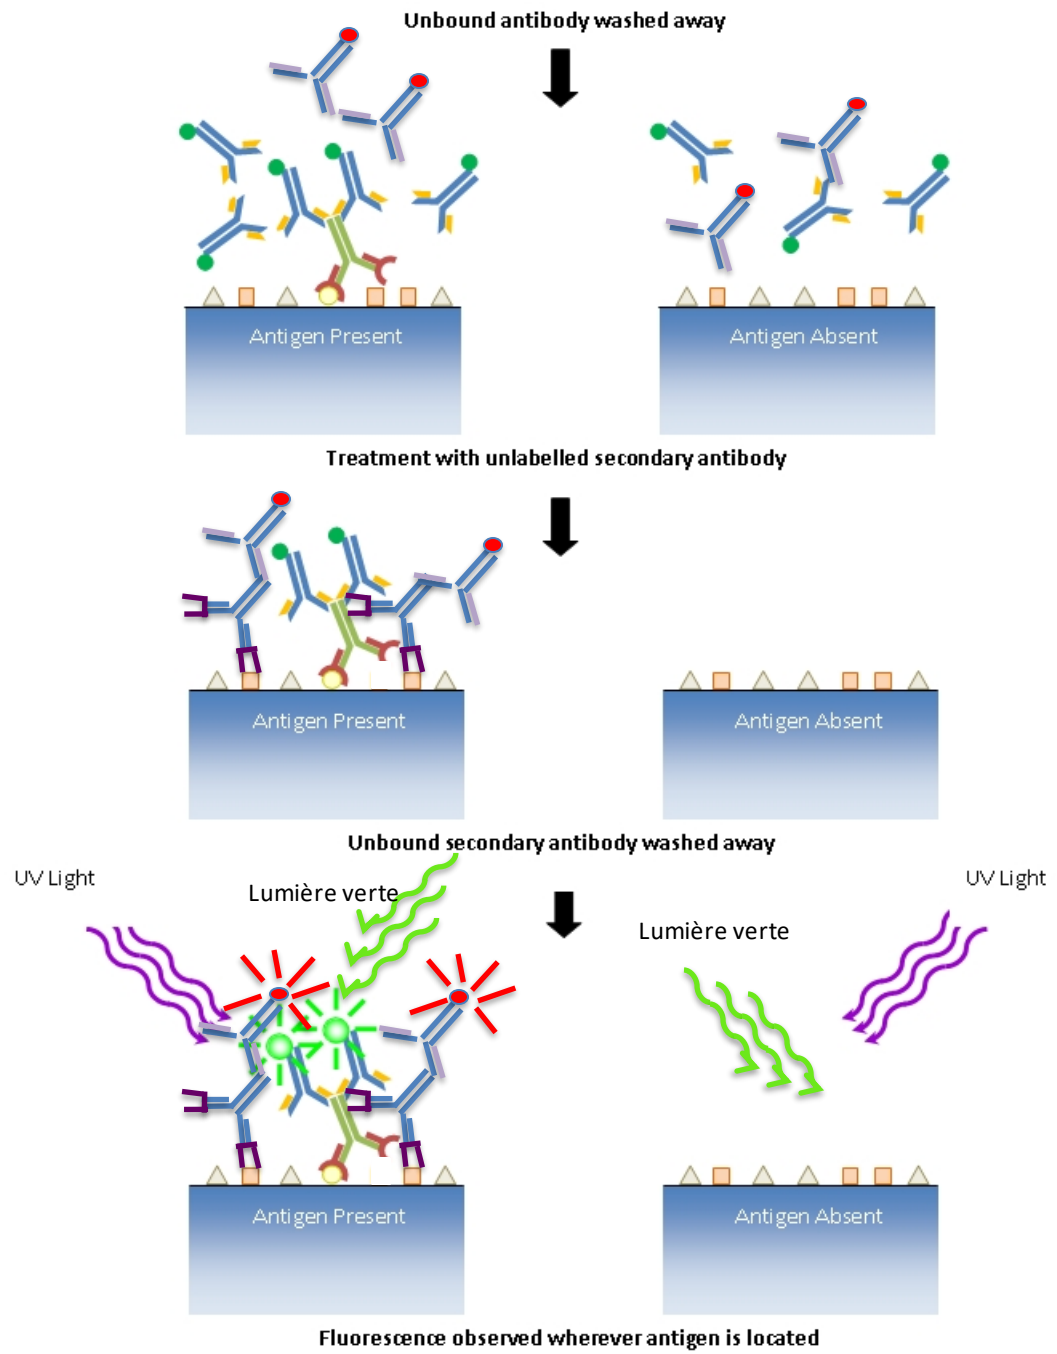 Unbound antibody washed away
Antigen Present
Antigen Absent
Treatment with unlabelled secondary antibody
Antigen Present
Antigen Absent
Unbound secondary antibody washed away
UV Light
UV Light
Lumière verte
Lumière verte
Antigen Present
Antigen Absent
Fluorescence observed wherever antigen is located